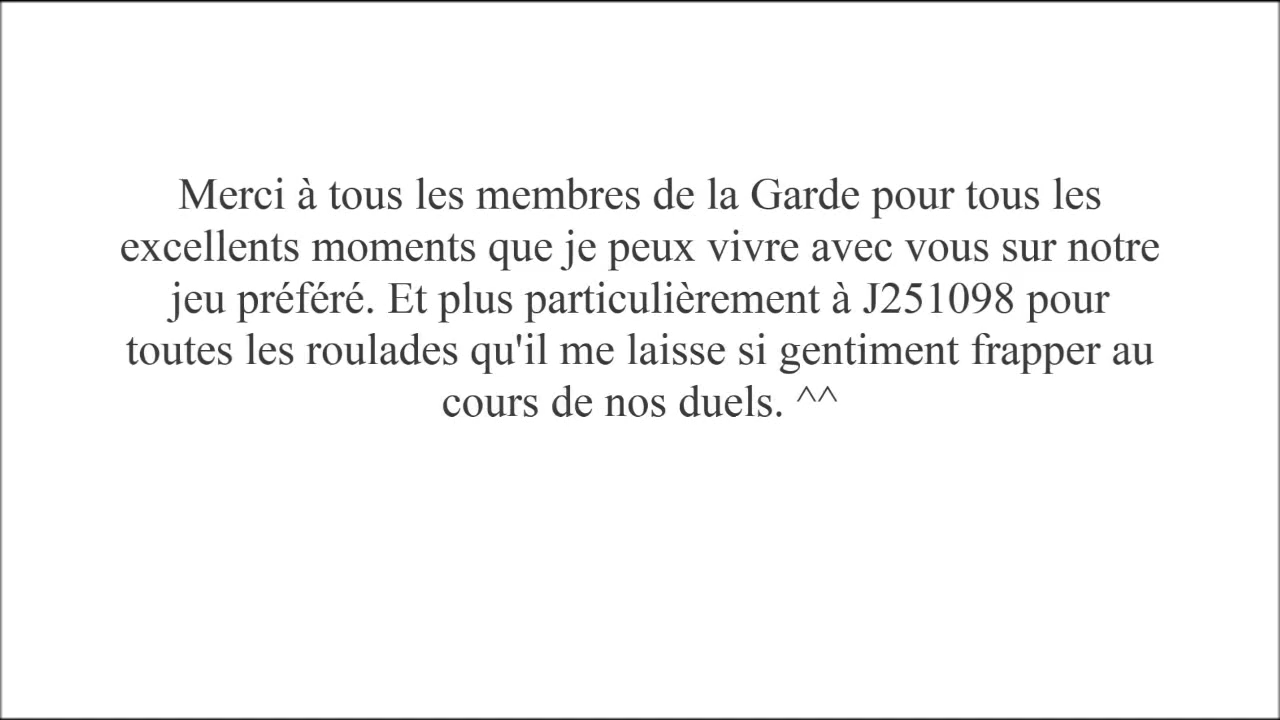 Merci à tous les membres de la Garde pour tous les
excellents moments que je peux vivre avec vous sur notre
jeu préféré. Et plus particulièrement à J251098 pour
toutes les roulades qu'il me laisse si gentiment frapper au
cours de nos duels. ^^